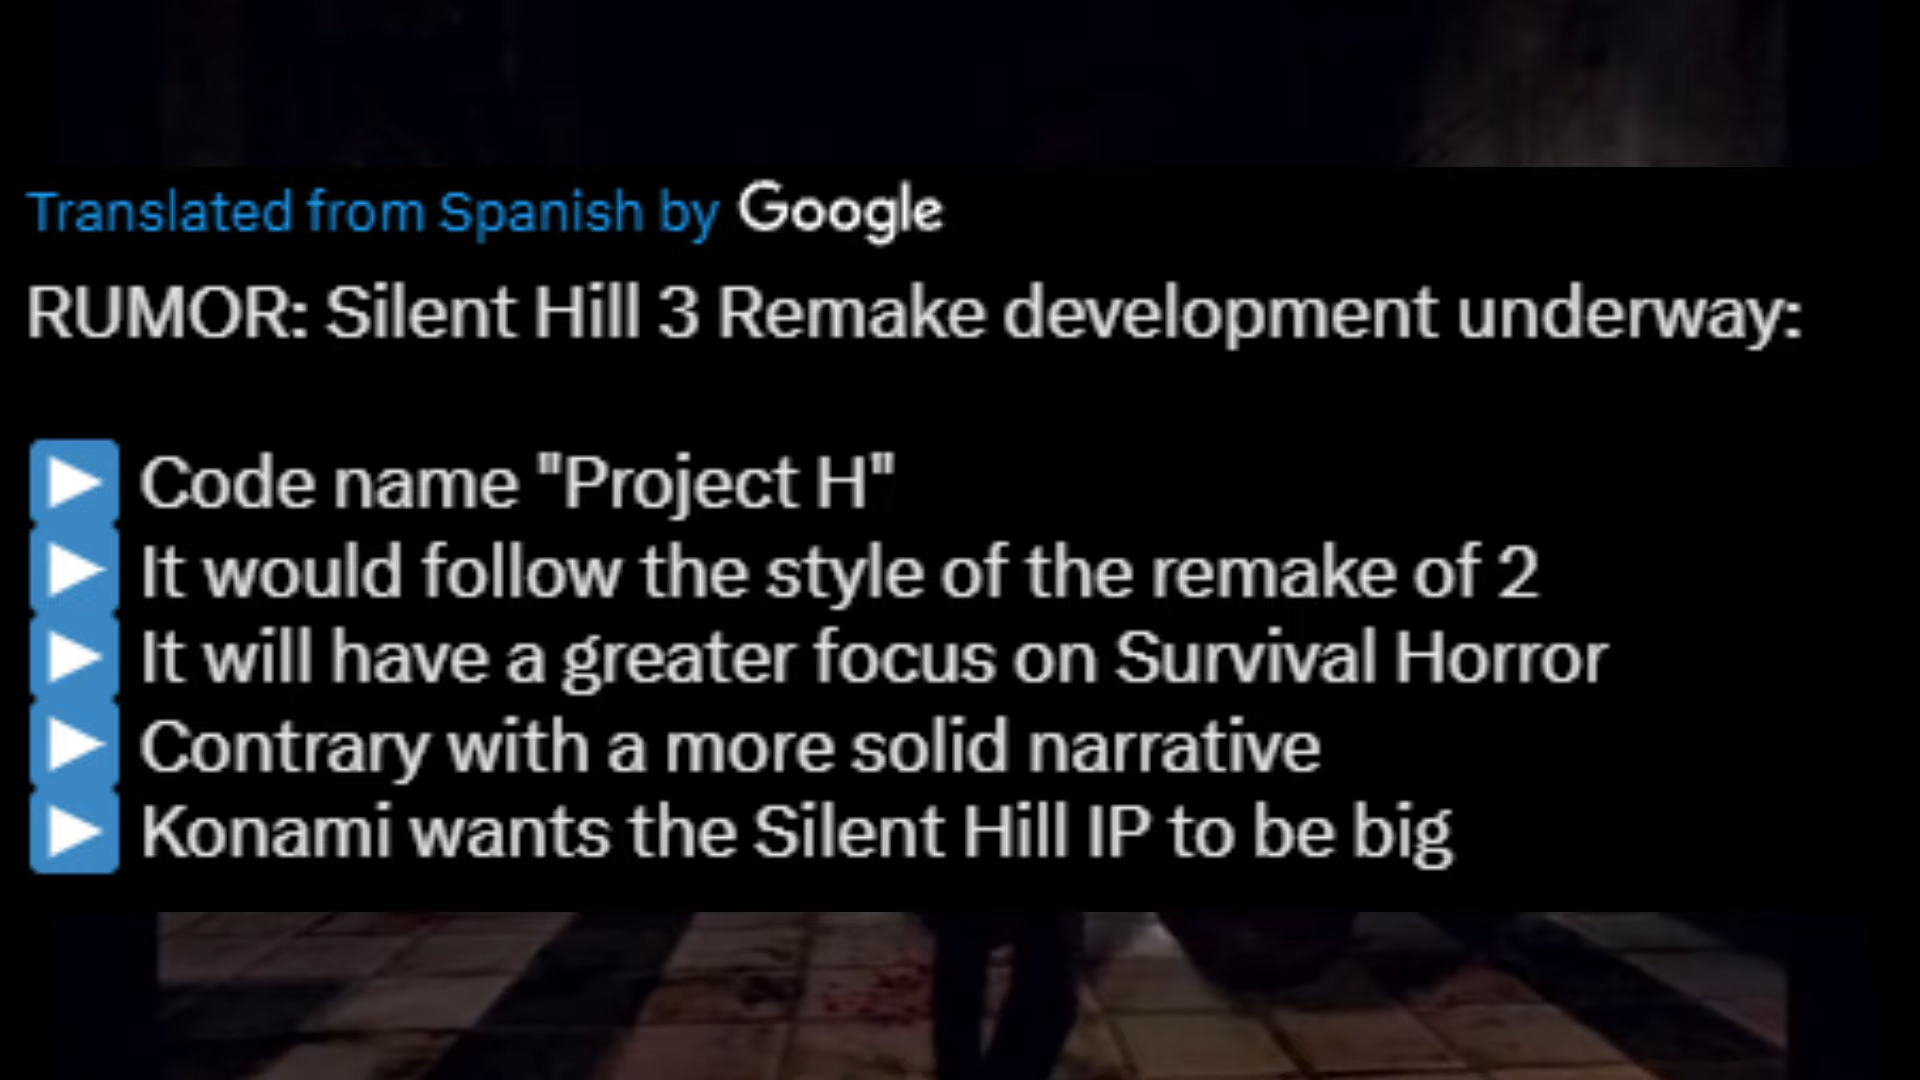 Translated from Spanish by Google
RUMOR: Silent Hill 3 Remake development underway:
Code name "Project H"
It would follow the style of the remake of 2
It will have a greater focus on Survival Horror
Contrary with a more solid narrative
Konami wants the Silent Hill IP to be big